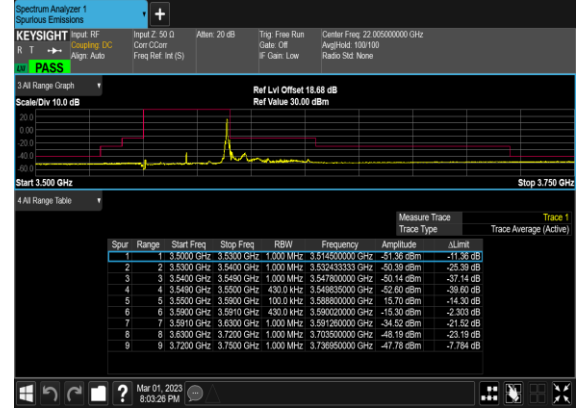 Spectrum Analyzer 1
Spurious Emissions
+
KEYSIGHT Input: RF Input Z: 50 Ω Atten: 20 dB Trig: Free Run Center Freq: 22.005000000 GHz
R T Coupling: DC Corr CCorr Gate: Off Avg|Hold: 100/100
Align: Auto Freq Ref: Int (S) IF Gain: Low Radio Std: None
LXI PASS
3 All Range Graph
Ref Lvl Offset 18.68 dB
Scale/Div 10.0 dB Ref Value 30.00 dBm
20.0
0.00
-20.0
-40.0
-60.0
Start 3.500 GHz Stop 3.750 GHz
4 All Range Table
Measure Trace Trace 1
Trace Type Trace Average (Active)
Spur Range Start Freq Stop Freq RBW Frequency Amplitude ΔLimit
1 1 3.5000 GHz 3.5300 GHz 1.000 MHz 3.514500000 GHz -51.36 dBm -11.36 dB
2 2 3.5300 GHz 3.5400 GHz 1.000 MHz 3.532433333 GHz -50.39 dBm -25.39 dB
3 3 3.5400 GHz 3.5490 GHz 1.000 MHz 3.547800000 GHz -50.14 dBm -37.14 dB
4 4 3.5490 GHz 3.5500 GHz 430.0 kHz 3.549835000 GHz -52.60 dBm -39.60 dB
5 5 3.5500 GHz 3.5900 GHz 100.0 kHz 3.588800000 GHz 15.70 dBm -14.30 dB
6 6 3.5900 GHz 3.5910 GHz 430.0 kHz 3.590020000 GHz -15.30 dBm -2.303 dB
7 7 3.5910 GHz 3.6300 GHz 1.000 MHz 3.591260000 GHz -34.52 dBm -21.52 dB
8 8 3.6300 GHz 3.7200 GHz 1.000 MHz 3.703500000 GHz -48.19 dBm -23.19 dB
9 9 3.7200 GHz 3.7500 GHz 1.000 MHz 3.736950000 GHz -47.78 dBm -7.784 dB
? Mar 01, 2023
8:03:26 PM